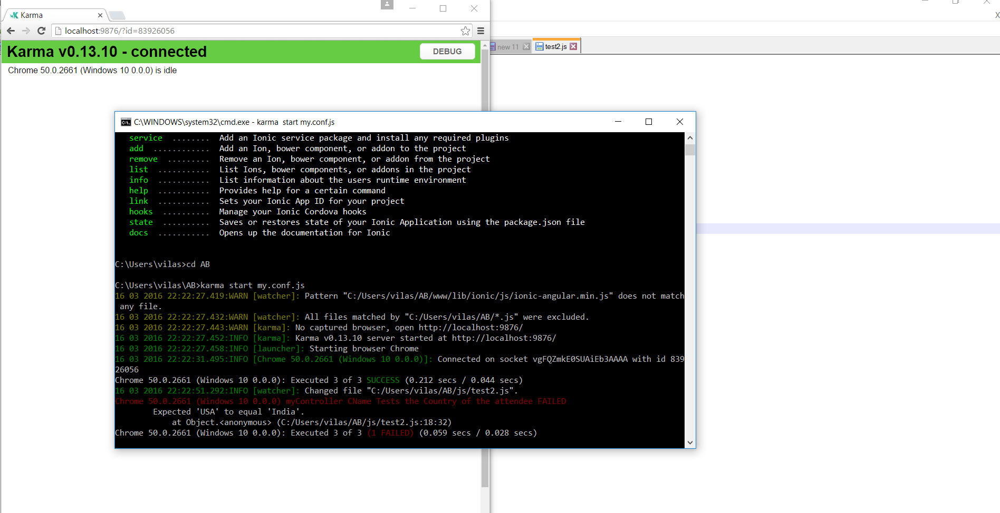 Karma
localhost:9876/?id=83926056
Karma v0.13.10 - connected
DEBUG
Chrome 50.0.2661 (Windows 10 0.0.0) is idle
new 11
test2.js
X
C:\WINDOWS\system32\cmd.exe - karma  start my.conf.js
service ........ Add an Ionic service package and install any required plugins
add ............ Add an Ion, bower component, or addon to the project
remove ......... Remove an Ion, bower component, or addon from the project
list ........... List Ions, bower components, or addons in the project
info ........... List information about the users runtime environment
help ........... Provides help for a certain command
link ........... Sets your Ionic App ID for your project
hooks .......... Manage your Ionic Cordova hooks
state .......... Saves or restores state of your Ionic Application using the package.json file
docs ........... Opens up the documentation for Ionic
C:\Users\vilas>cd AB
C:\Users\vilas\AB>karma start my.conf.js
16 03 2016 22:22:27.419:WARN [watcher]: Pattern "C:/Users/vilas/AB/www/lib/ionic/js/ionic-angular.min.js" does not match
any file.
16 03 2016 22:22:27.432:WARN [watcher]: All files matched by "C:/Users/vilas/AB/*.js" were excluded.
16 03 2016 22:22:27.443:WARN [karma]: No captured browser, open http://localhost:9876/
16 03 2016 22:22:27.452:INFO [karma]: Karma v0.13.10 server started at http://localhost:9876/
16 03 2016 22:22:27.458:INFO [launcher]: Starting browser Chrome
16 03 2016 22:22:31.495:INFO [Chrome 50.0.2661 (Windows 10 0.0.0)]: Connected on socket vgFQZmkE0SUAiEb3AAAA with id 839
26056
Chrome 50.0.2661 (Windows 10 0.0.0): Executed 3 of 3 SUCCESS (0.212 secs / 0.044 secs)
16 03 2016 22:22:51.292:INFO [watcher]: Changed file "C:/Users/vilas/AB/js/test2.js".
Chrome 50.0.2661 (Windows 10 0.0.0) myController CName Tests the Country of the attendee FAILED
Expected 'USA' to equal 'India'.
at Object.<anonymous> (C:/Users/vilas/AB/js/test2.js:18:32)
Chrome 50.0.2661 (Windows 10 0.0.0): Executed 3 of 3 (1 FAILED) (0.059 secs / 0.028 secs)